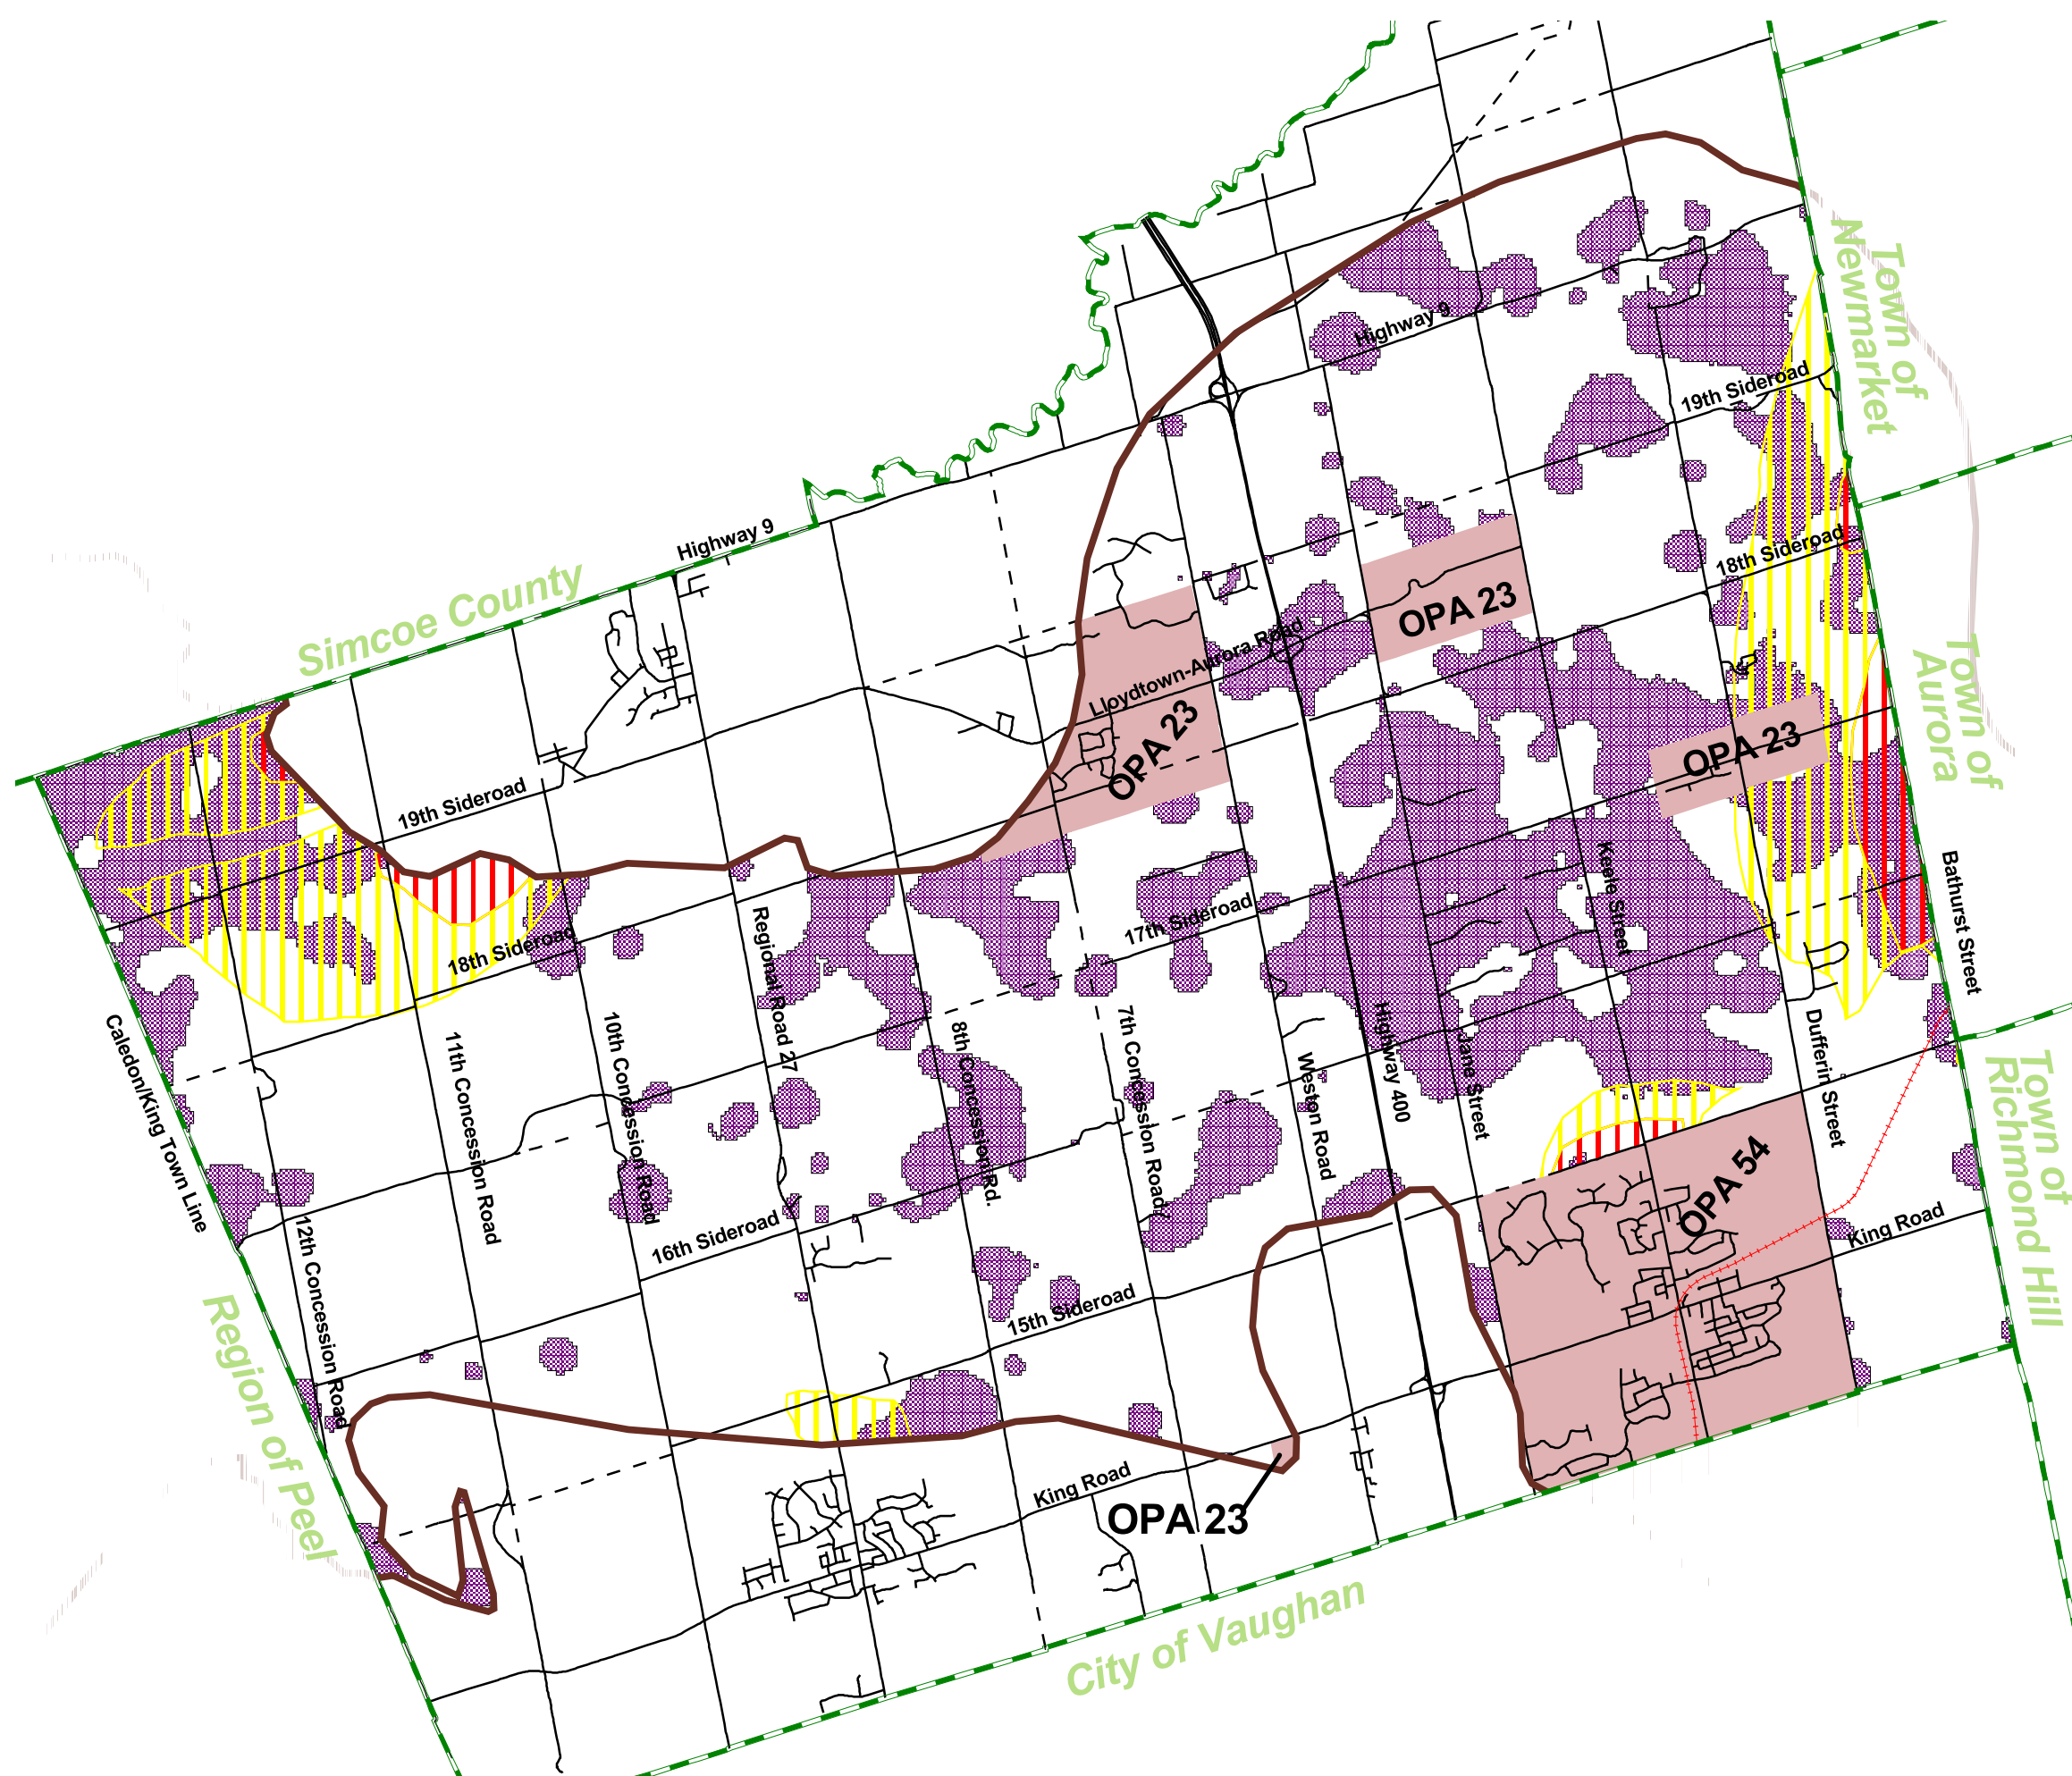 Town of
Newmarket
Highway 9
19th Sideroad
Highway 9
18th Sideroad
Simcoe County
OPA 23
Lloydtown-Aurora Road
Town of
Aurora
OPA 23
OPA 23
19th Sideroad
Keele Street
Bathurst Street
17th Sideroad
18th Sideroad
Regional Road 27
Caledon/King Town Line
11th Concession Road
10th Concession Road
8th Concession Rd.
7th Concession Road
Weston Road
Highway 400
Jane Street
Dufferin Street
Town of
Richmond Hill
OPA 54
12th Concession Road
16th Sideroad
King Road
15th Sideroad
Region of Peel
King Road
OPA 23
City of Vaughan